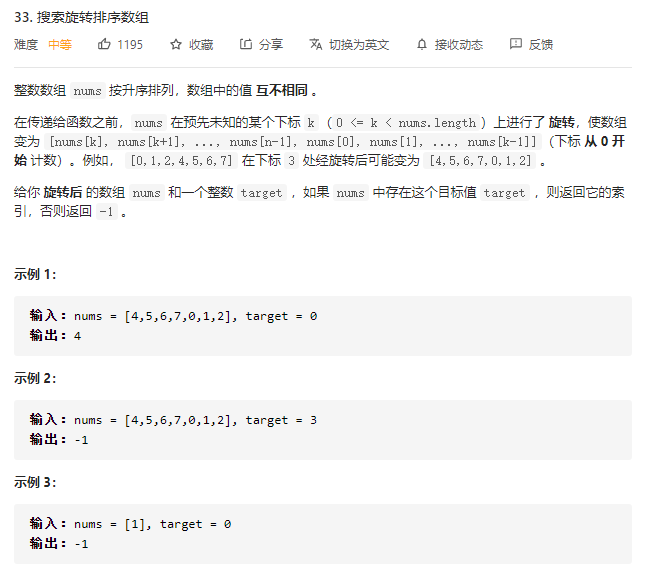 33. 搜索旋转排序数组
难度 中等 1195 收藏 分享 切换为英文 接收动态 反馈
整数数组 nums 按升序排列，数组中的值 互不相同 。
在传递给函数之前，nums 在预先未知的某个下标 k（0 <= k < nums.length）上进行了 旋转，使数组
变为 [nums[k], nums[k+1], ..., nums[n-1], nums[0], nums[1], ..., nums[k-1]]（下标 从 0 开
始 计数）。例如， [0,1,2,4,5,6,7] 在下标 3 处经旋转后可能变为 [4,5,6,7,0,1,2] 。
给你 旋转后 的数组 nums 和一个整数 target ，如果 nums 中存在这个目标值 target ，则返回它的索
引，否则返回 -1 。
示例 1：
输入：nums = [4,5,6,7,0,1,2], target = 0
输出：4
示例 2：
输入：nums = [4,5,6,7,0,1,2], target = 3
输出：-1
示例 3：
输入：nums = [1], target = 0
输出：-1